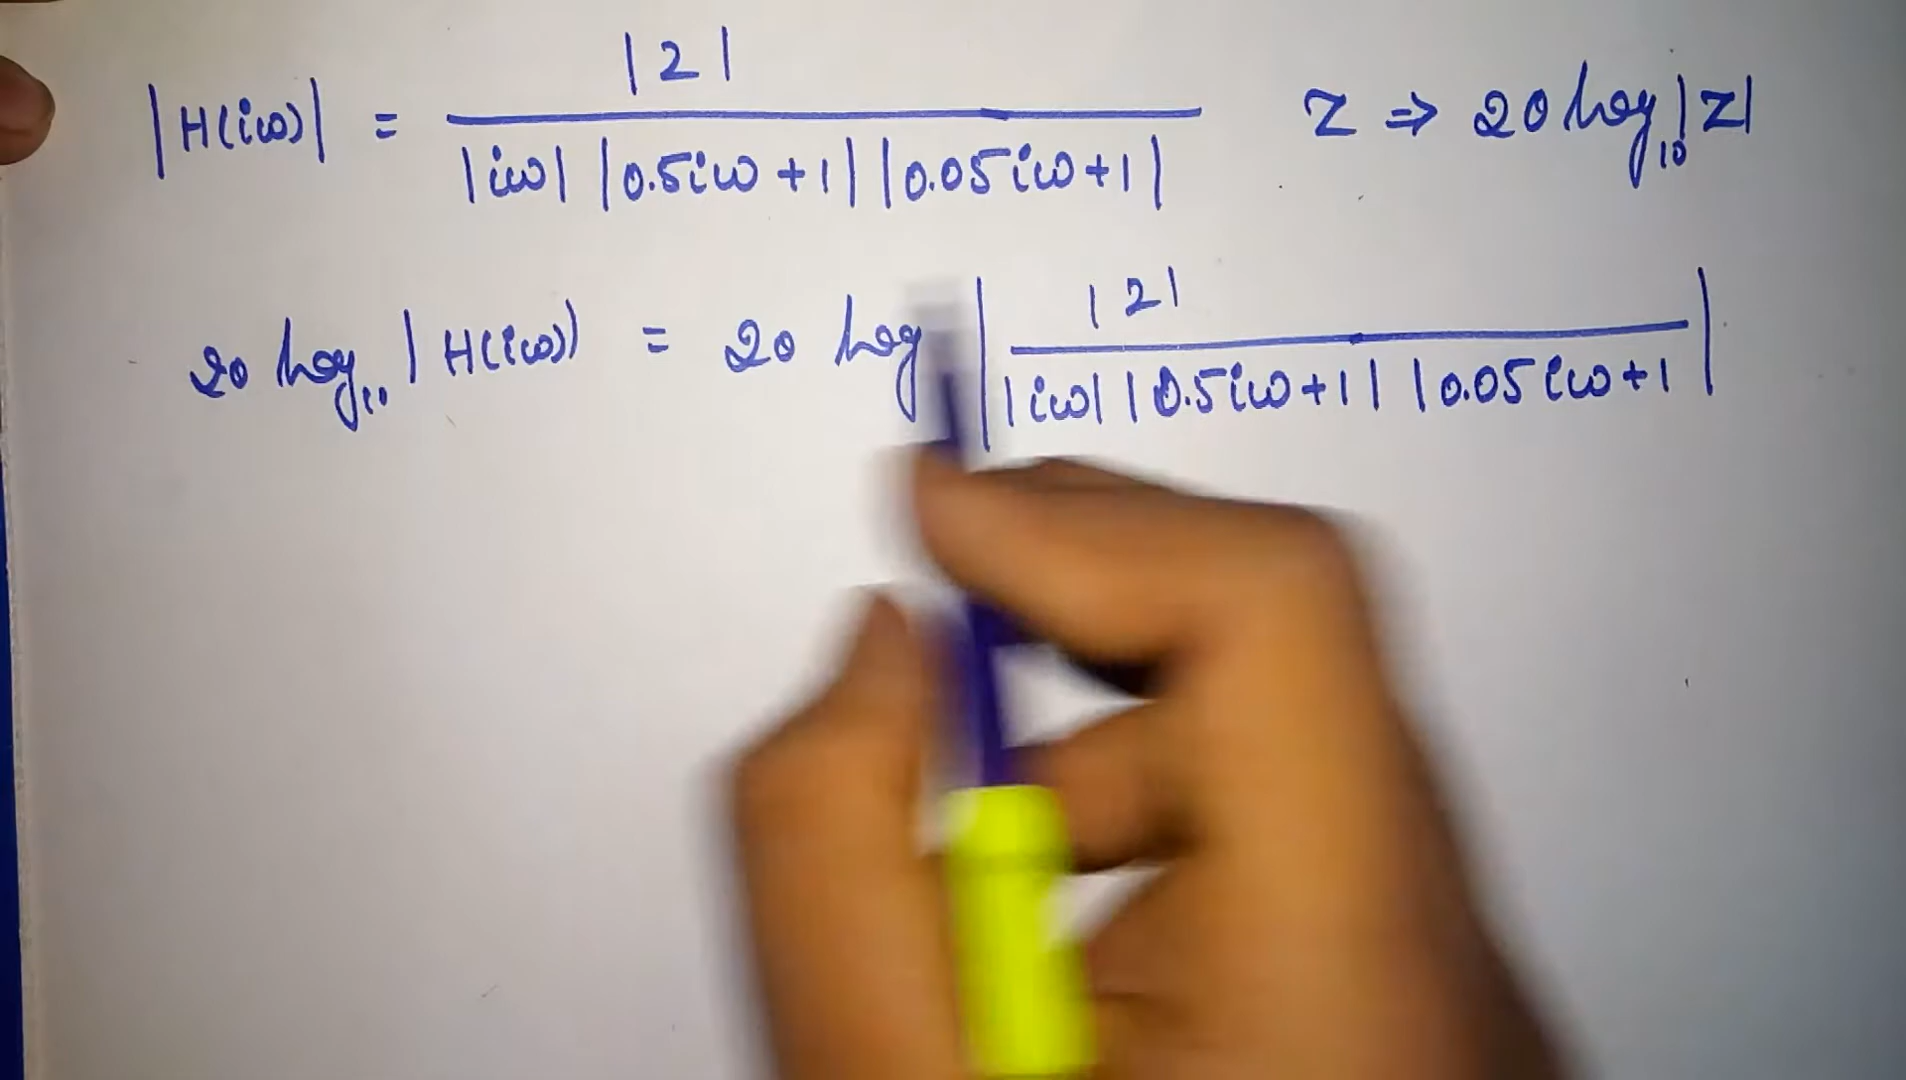 |H(iω)| = |2| / |iω| |0.5iω+1| |0.05iω+1| Z ⇒ 20 log₁₀|Z|
20 log₁₀ |H(iω)| = 20 log | |2| / |iω| |0.5iω+1| |0.05iω+1| |